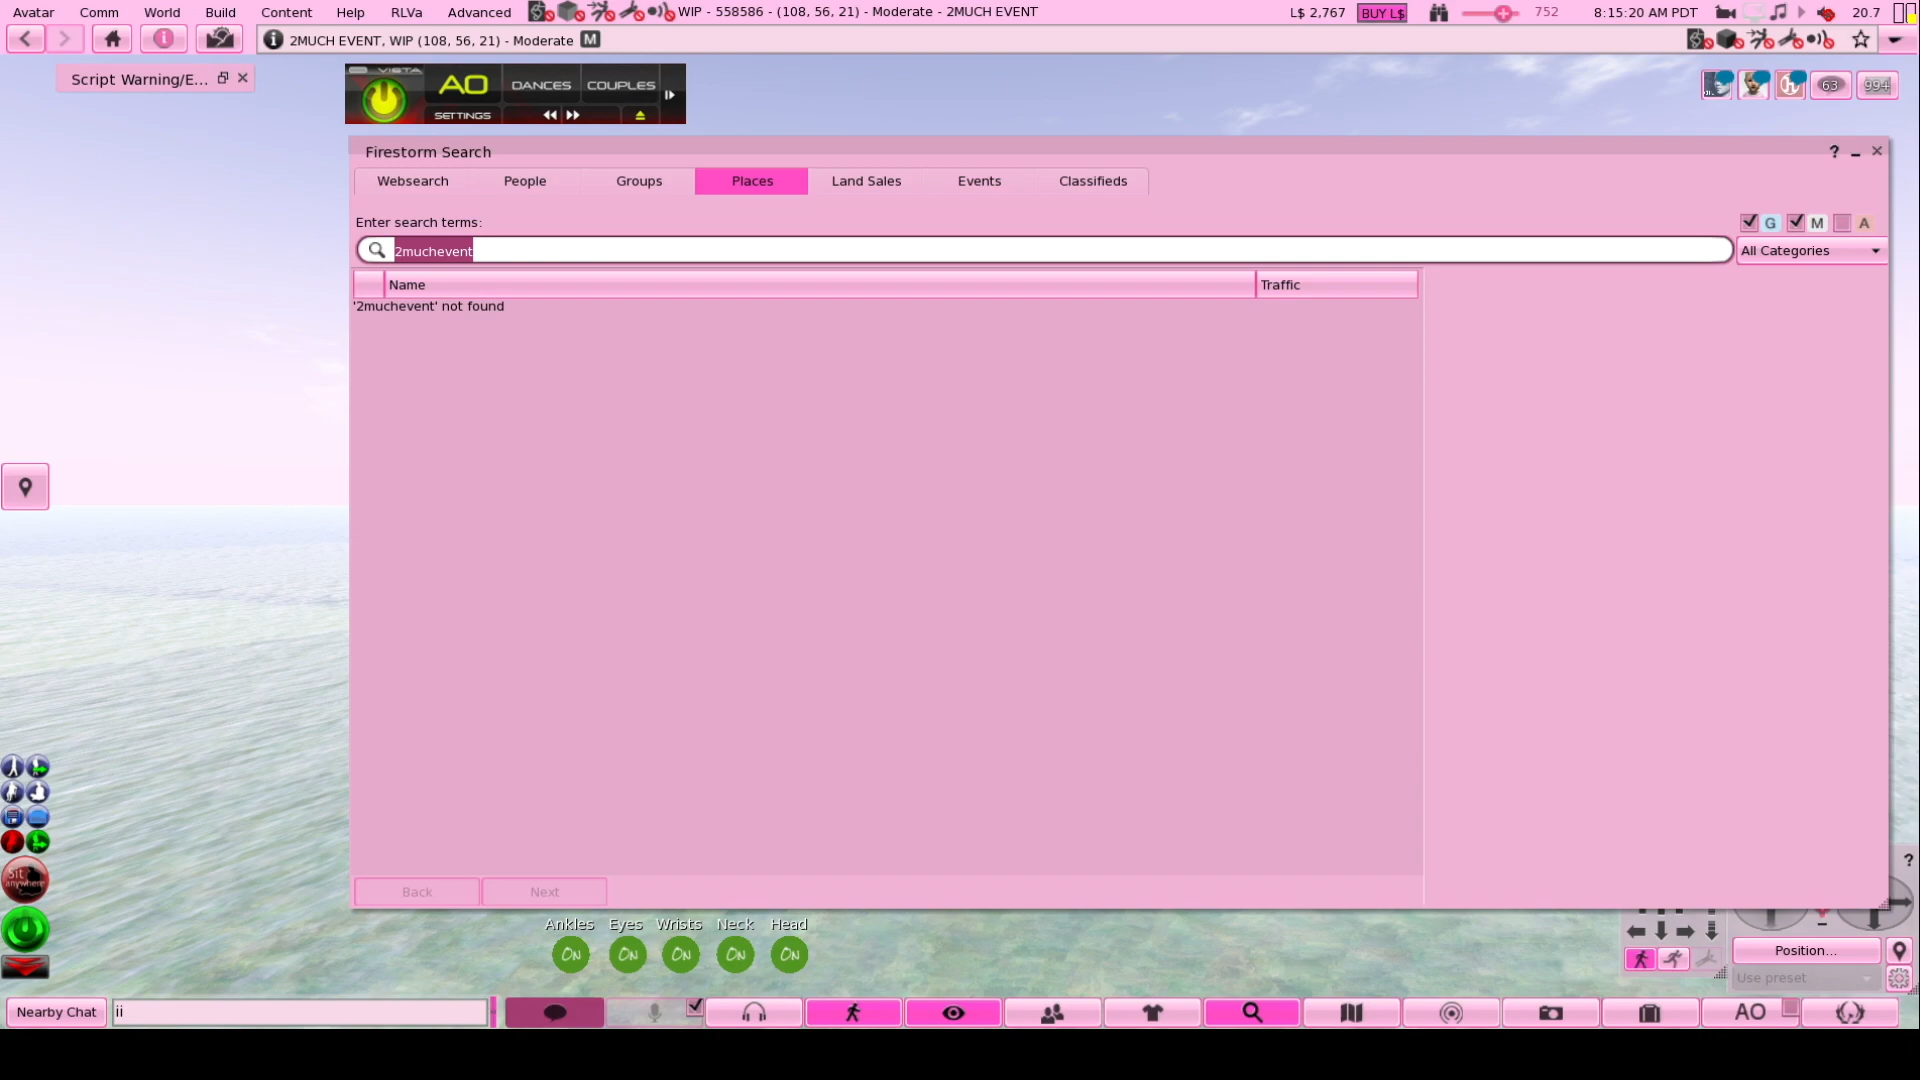 Avatar Comm World Build Content Help RLVa Advanced WIP - 558586 - (108, 56, 21) - Moderate - 2MUCH EVENT L$ 2,767 BUY L$ 752 8:15:20 AM PDT 20.7
2MUCH EVENT, WIP (108, 56, 21) - Moderate M
Script Warning/E...
VISTA
AO DANCES COUPLES
SETTINGS
63 994
Firestorm Search ?
Websearch People Groups Places Land Sales Events Classifieds
Enter search terms: G M A
2muchevent All Categories
Name Traffic
'2muchevent' not found
Sit anywhere
Back Next
?
Ankles Eyes Wrists Neck Head
ON ON ON ON ON
Position...
Use preset
Nearby Chat ii AO